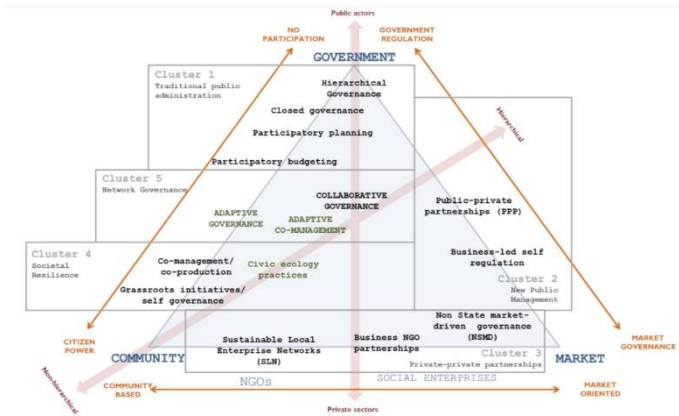 Public actors
NO
PARTICIPATION
GOVERNMENT
REGULATION
GOVERNMENT
Cluster 1
Traditional public
administration
Hierarchical
Governance
Closed governance
Participatory planning
Participatory budgeting
Hierarchical
Cluster 5
Network Governance
COLLABORATIVE
GOVERNANCE
ADAPTIVE
GOVERNANCE
ADAPTIVE
CO-MANAGEMENT
Public-private
partnerships (PPP)
Cluster 4
Societal
Resilience
Co-management/
co-production
Civic ecology
practices
Grassroots initiatives/
self governance
Business-led self
regulation
Cluster 2
New Public
Management
Non State market-
driven governance
(NSMD)
Sustainable Local
Enterprise Networks
(SLN)
Business NGO
partnerships
Cluster 3
Private-private partnerships
CITIZEN
POWER
MARKET
GOVERNANCE
COMMUNITY
MARKET
Non-hierarchical
NGOs
SOCIAL ENTERPRISES
COMMUNITY
BASED
MARKET
ORIENTED
Private sectors